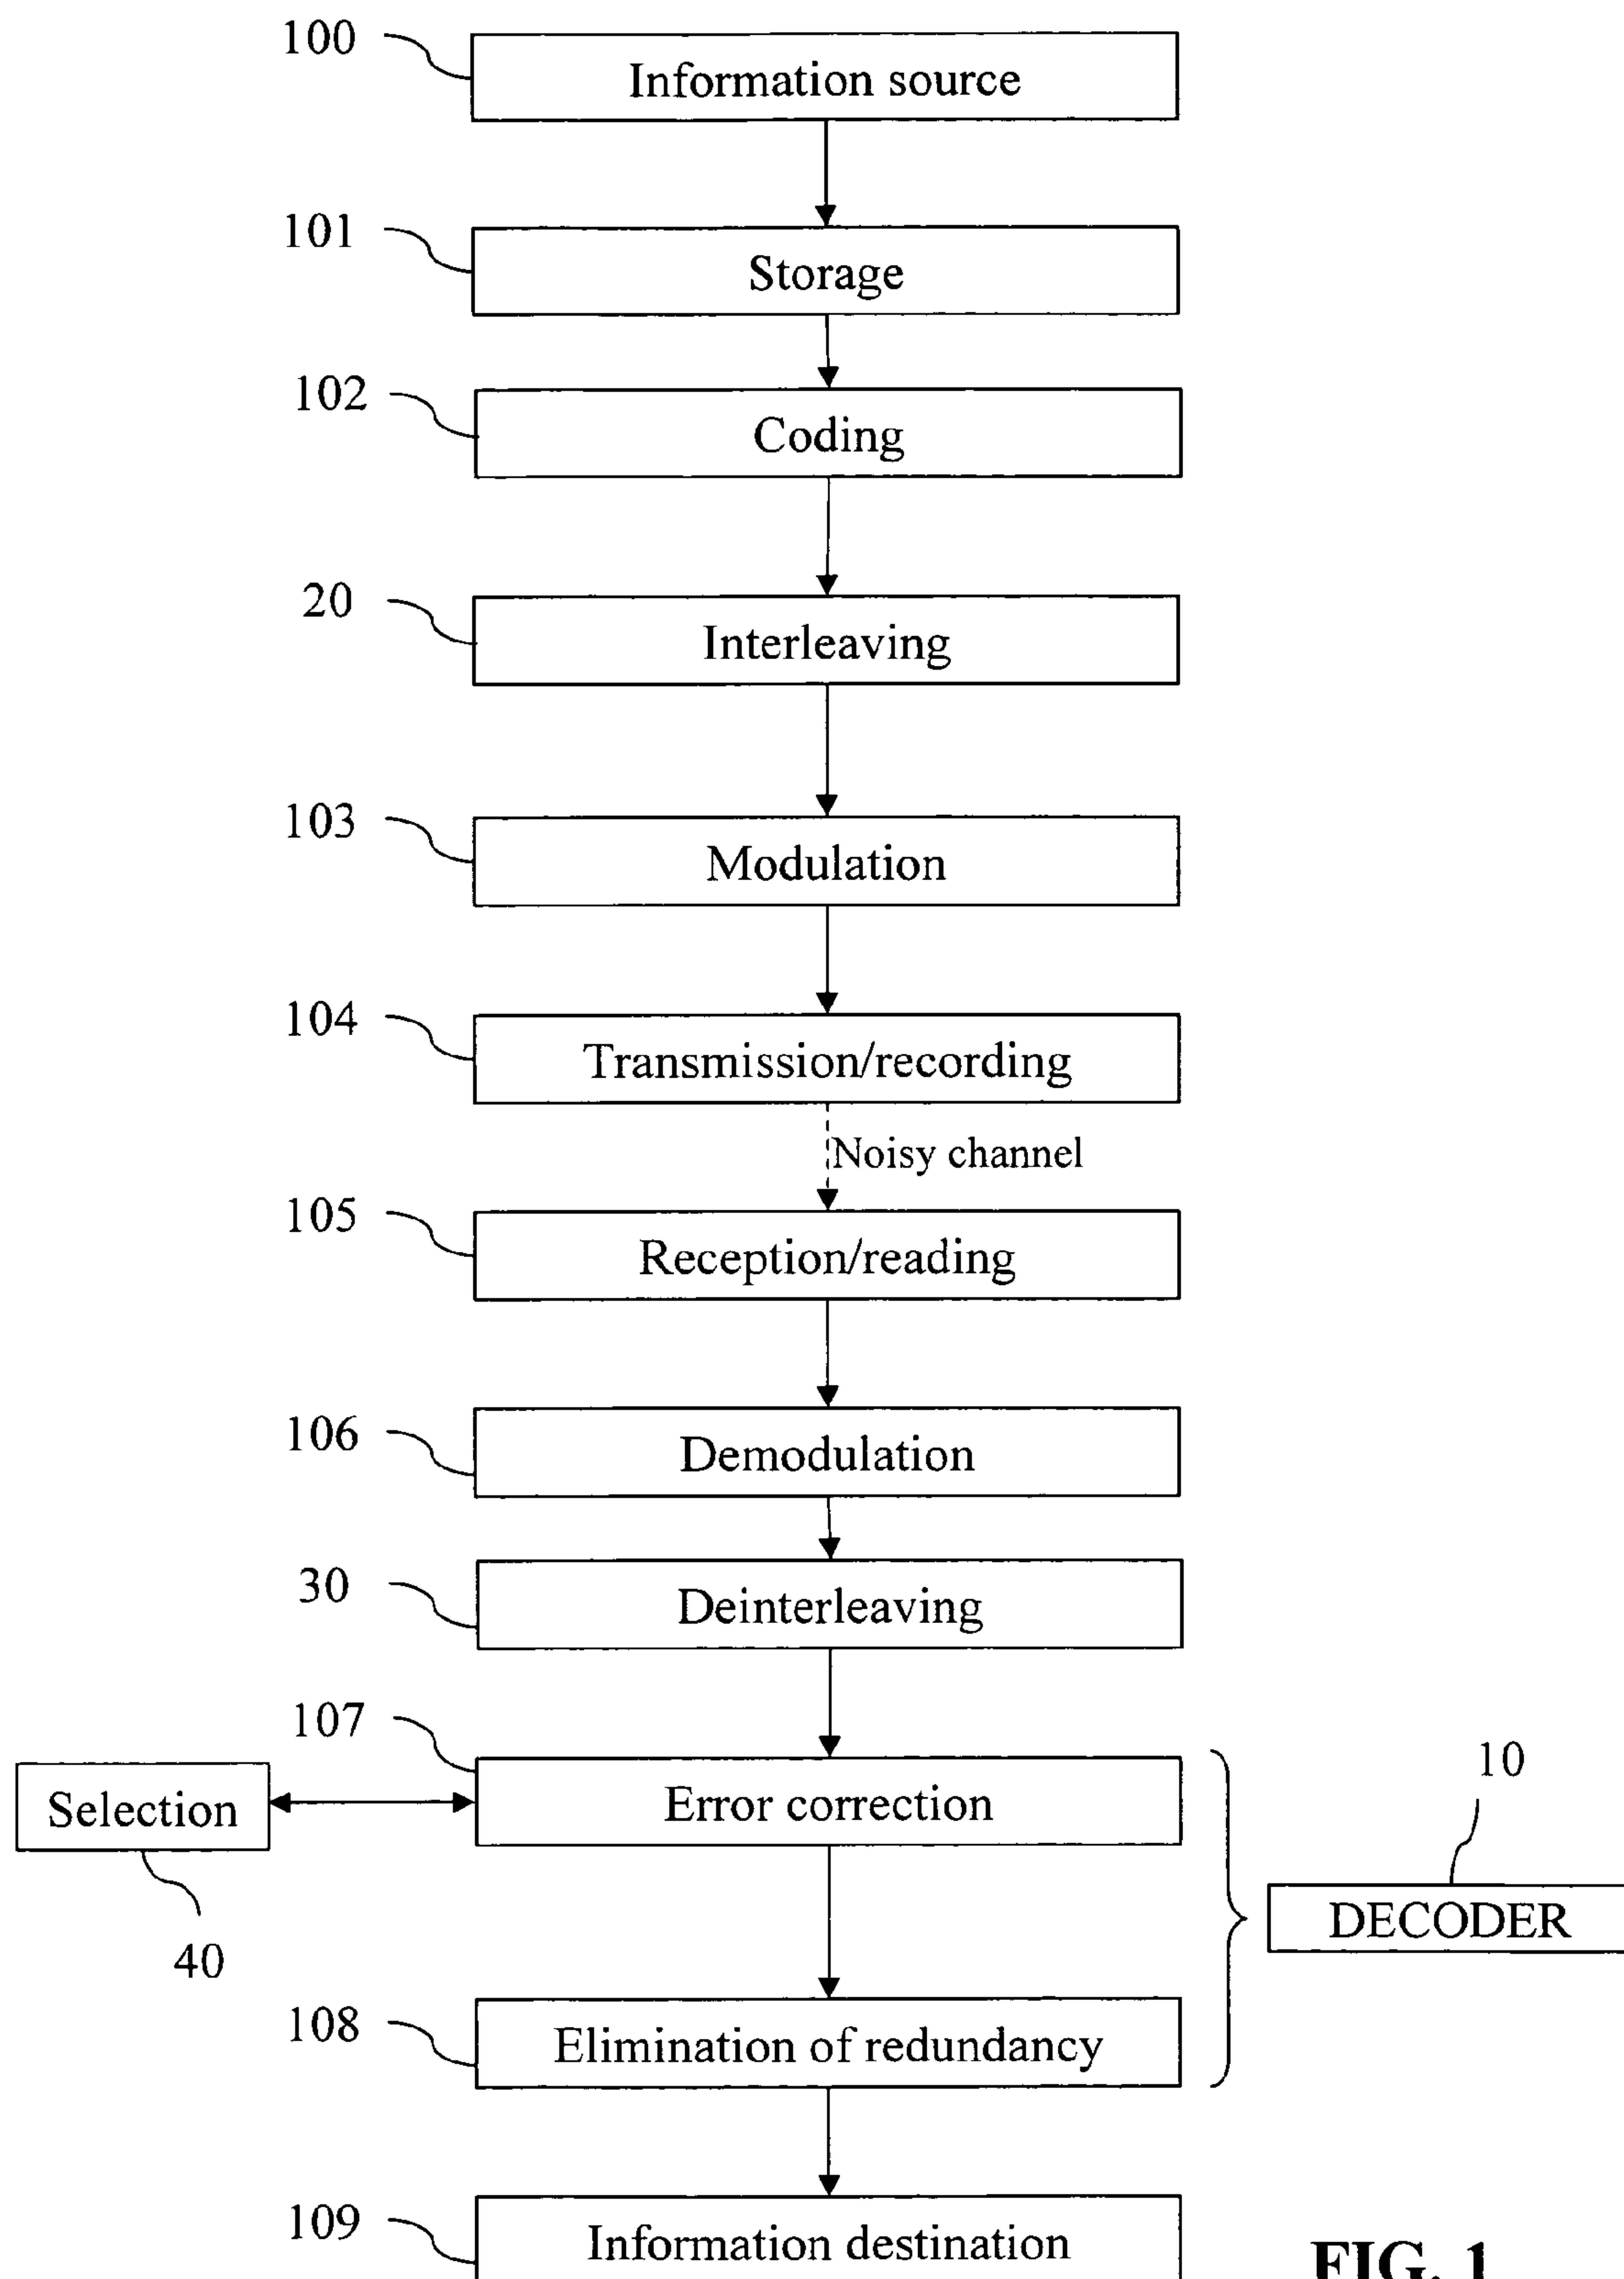 100
Information source
101
Storage
102
Coding
20
Interleaving
103
Modulation
104
Transmission/recording
Noisy channel
105
Reception/reading
106
Demodulation
30
Deinterleaving
107
Selection
Error correction
10
40
DECODER
108
Elimination of redundancy
109
Information destination
FIG. 1